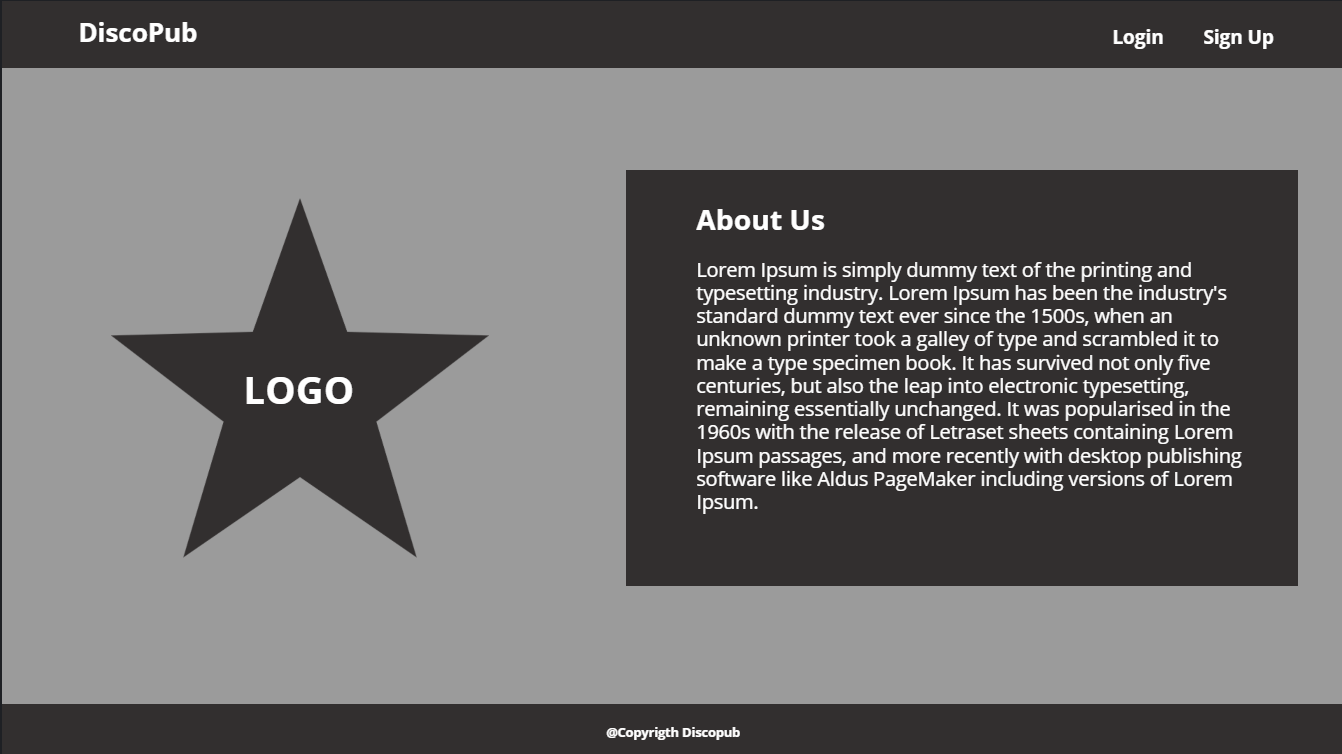 DiscoPub
Login Sign Up
LOGO
About Us
Lorem Ipsum is simply dummy text of the printing and
typesetting industry. Lorem Ipsum has been the industry's
standard dummy text ever since the 1500s, when an
unknown printer took a galley of type and scrambled it to
make a type specimen book. It has survived not only five
centuries, but also the leap into electronic typesetting,
remaining essentially unchanged. It was popularised in the
1960s with the release of Letraset sheets containing Lorem
Ipsum passages, and more recently with desktop publishing
software like Aldus PageMaker including versions of Lorem
Ipsum.
@Copyrigth Discopub